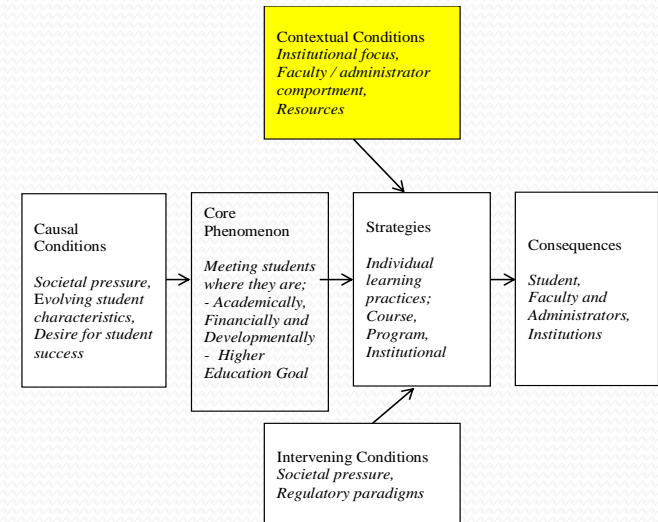 Contextual Conditions
Institutional focus,
Faculty / administrator
comportment,
Resources
Causal
Conditions
Societal pressure,
Evolving student
characteristics,
Desire for student
success
Core
Phenomenon
Meeting students
where they are;
- Academically,
Financially and
Developmentally
- Higher
Education Goal
Strategies
Individual
learning
practices;
Course,
Program,
Institutional
Consequences
Student,
Faculty and
Administrators,
Institutions
Intervening Conditions
Societal pressure,
Regulatory paradigms